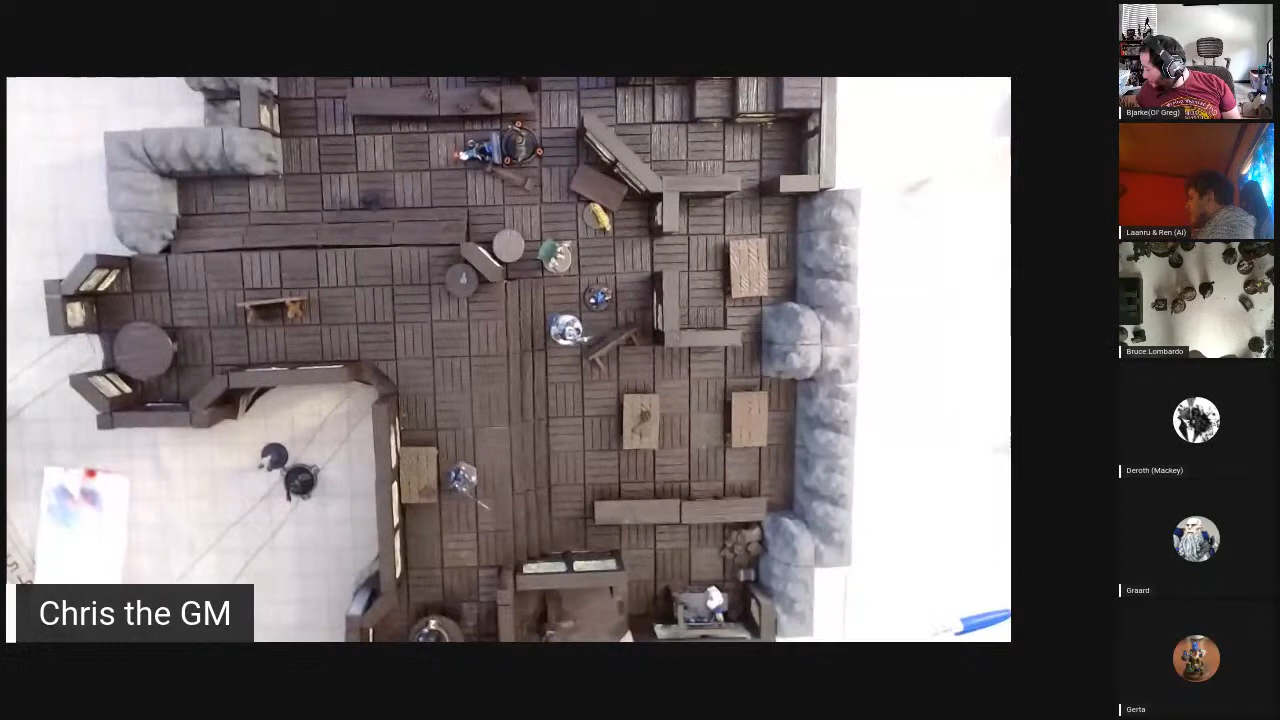 Bjarke(Ol' Greg)
Laanru & Ren (Al)
Bruce Lombardo
Deroth (Mackey)
Graard
Gerta
Chris the GM